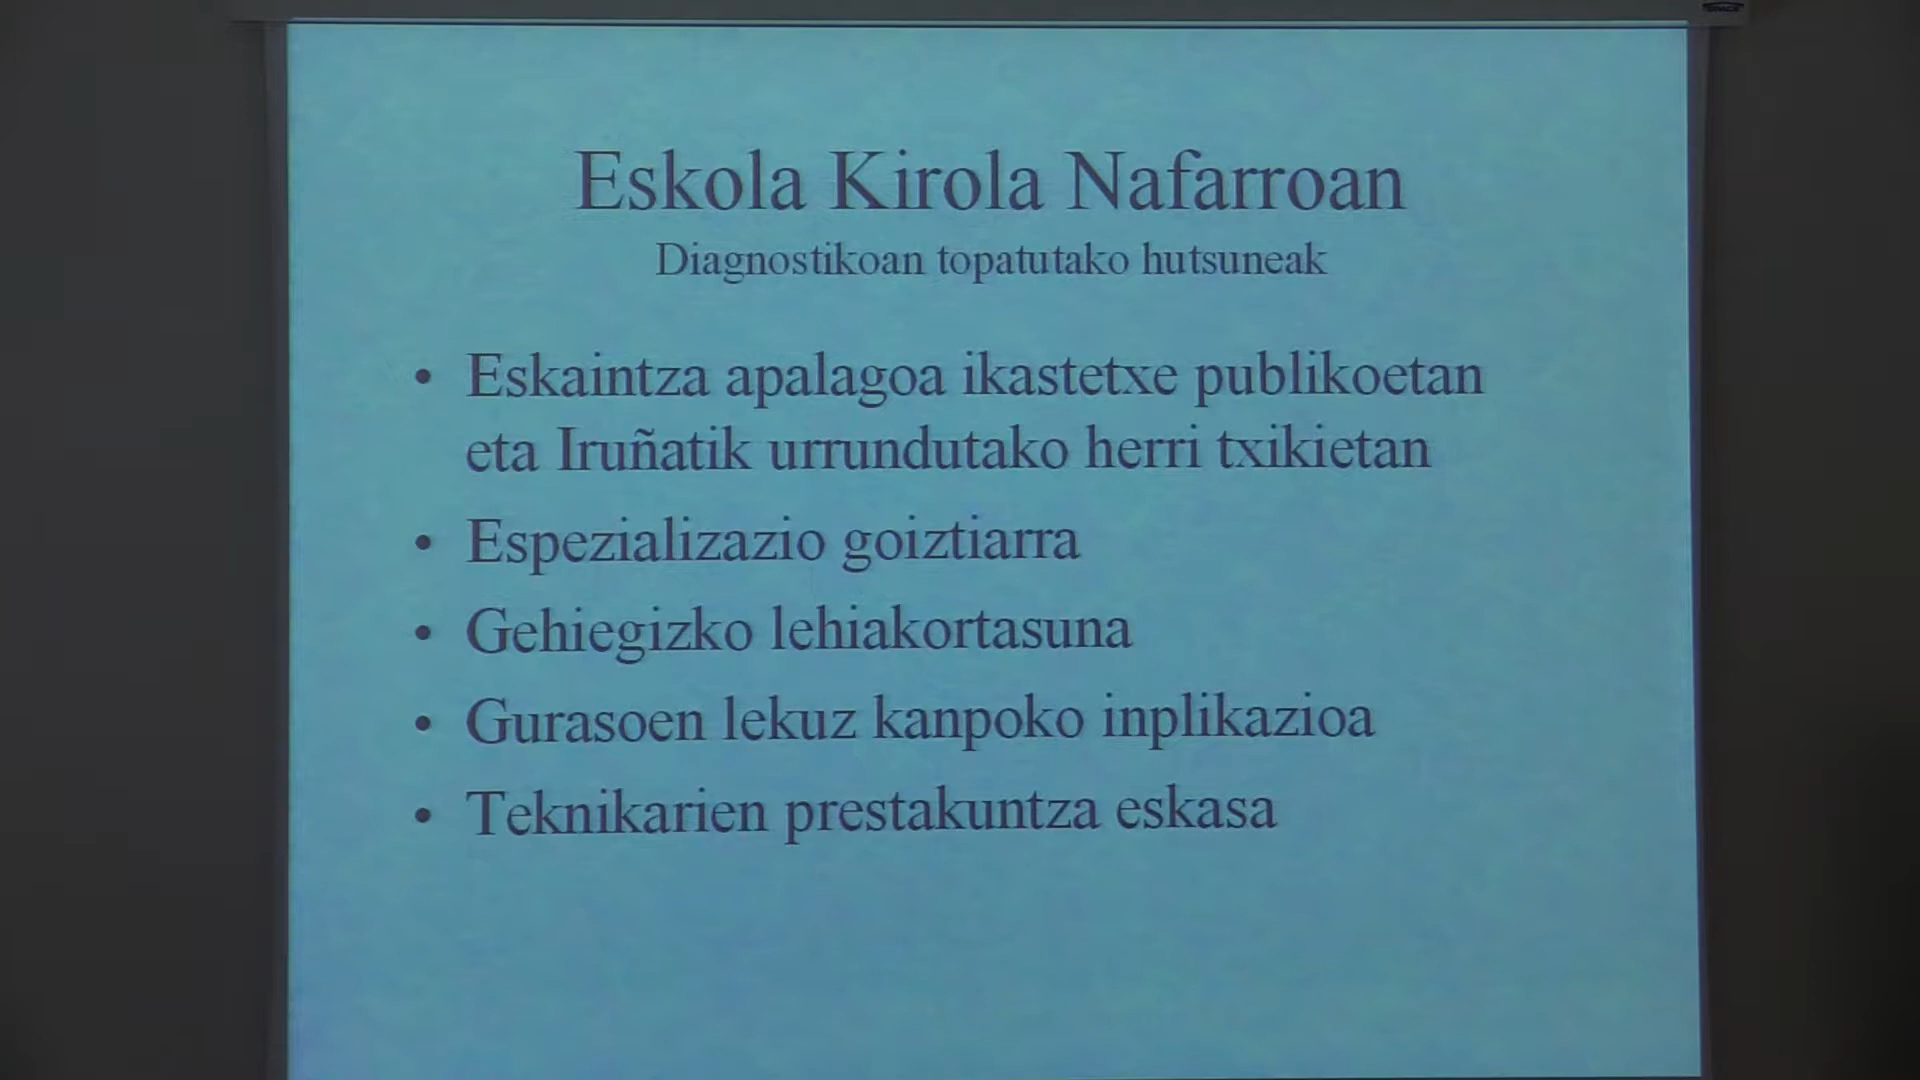 Eskola Kirola Nafarroan
Diagnostikoan topatutako hutsuneak
• Eskaintza apalagoa ikastetxe publikoetan
eta Iruñatik urrundutako herri txikietan
• Espezializazio goiztiarra
• Gehiegizko lehiakortasuna
• Gurasoen lekuz kanpoko inplikazioa
• Teknikarien prestakuntza eskasa